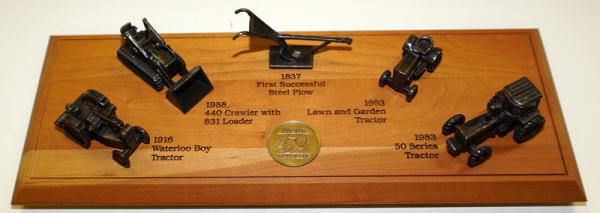 1837
First Successful
Steel Plow
1958
440 Crawler with
831 Loader
1963
Lawn and Garden
Tractor
1916
Waterloo Boy
Tractor
1983
50 Series
Tractor
150